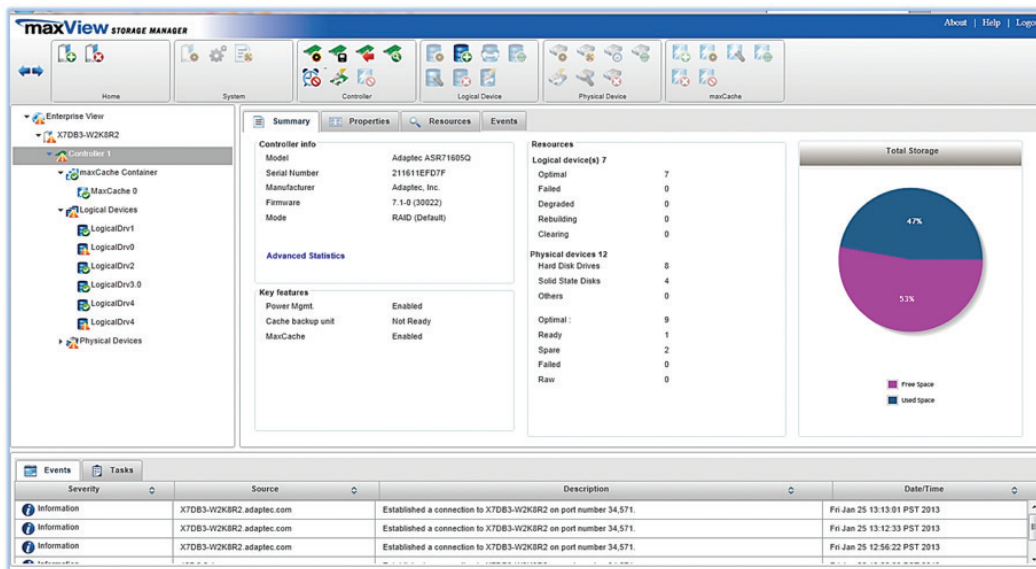 maxView STORAGE MANAGER
About | Help | Logo
Home
System
Controller
Logical Device
Physical Device
maxCache
Enterprise View
X7DB3-W2K8R2
Controller 1
maxCache Container
MaxCache 0
Logical Devices
LogicalDrv1
LogicalDrv0
LogicalDrv2
LogicalDrv3.0
LogicalDrv4
LogicalDrv4
Physical Devices
Summary Properties Resources Events
Controller info
Model Adaptec ASR71605Q
Serial Number 211611EFD7F
Manufacturer Adaptec, Inc.
Firmware 7.1-0 (30022)
Mode RAID (Default)
Advanced Statistics
Key features
Power Mgmt. Enabled
Cache backup unit Not Ready
MaxCache Enabled
Resources
Logical device(s) 7
Optimal 7
Failed 0
Degraded 0
Rebuilding 0
Clearing 0
Physical devices 12
Hard Disk Drives 8
Solid State Disks 4
Others 0
Optimal : 9
Ready 1
Spare 2
Failed 0
Raw 0
Total Storage
47%
53%
Free Space
Used Space
Events Tasks
Severity Source Description Date/Time
Information X7DB3-W2K8R2.adaptec.com Established a connection to X7DB3-W2K8R2 on port number 34,571. Fri Jan 25 13:13:01 PST 2013
Information X7DB3-W2K8R2.adaptec.com Established a connection to X7DB3-W2K8R2 on port number 34,571. Fri Jan 25 13:12:33 PST 2013
Information X7DB3-W2K8R2.adaptec.com Established a connection to X7DB3-W2K8R2 on port number 34,571. Fri Jan 25 12:56:22 PST 2013
Information